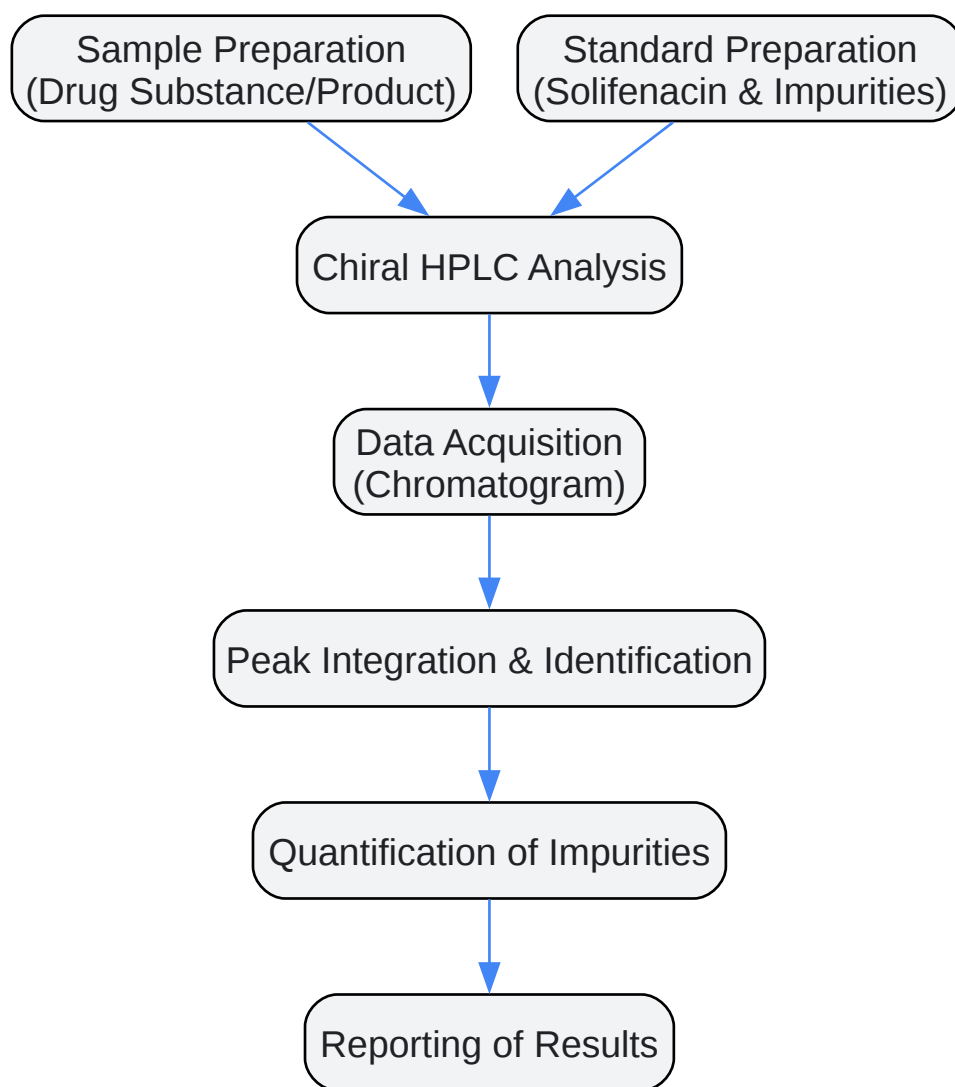 Sample Preparation
(Drug Substance/Product)
Standard Preparation
(Solifenacin & Impurities)
Chiral HPLC Analysis
Data Acquisition
(Chromatogram)
Peak Integration & Identification
Quantification of Impurities
Reporting of Results